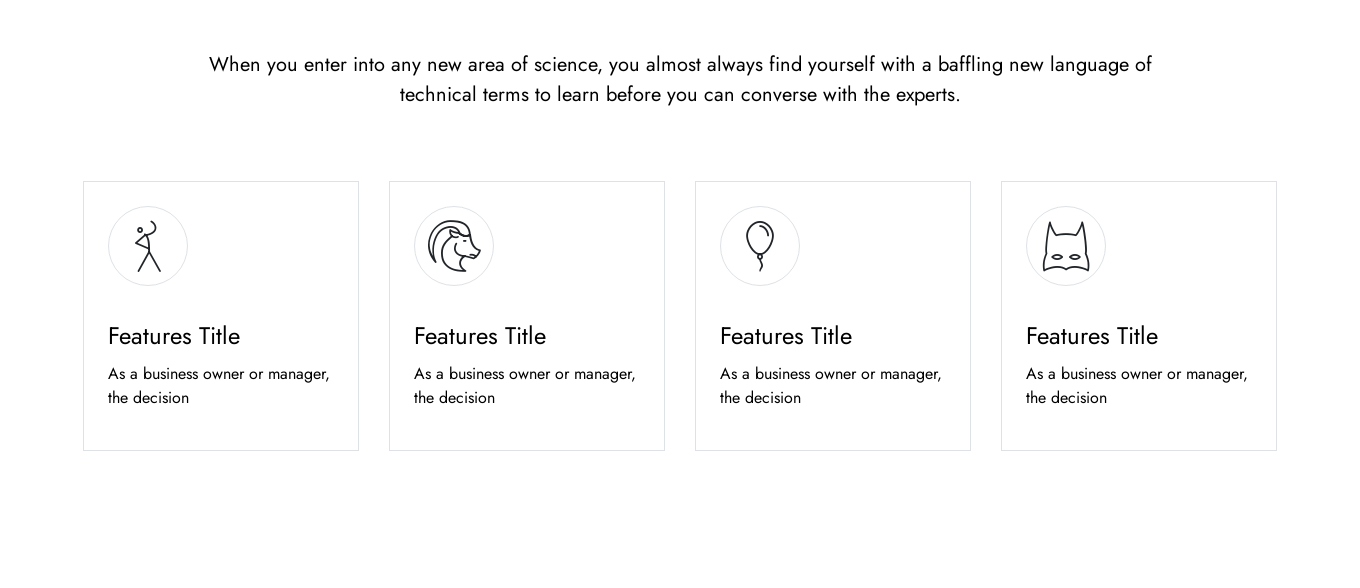 When you enter into any new area of science, you almost always find yourself with a baffling new language of
technical terms to learn before you can converse with the experts.
Features Title
As a business owner or manager,
the decision
Features Title
As a business owner or manager,
the decision
Features Title
As a business owner or manager,
the decision
Features Title
As a business owner or manager,
the decision